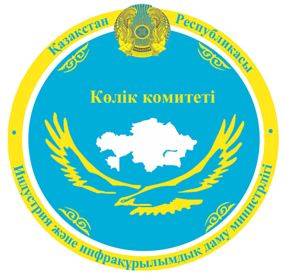 Қазақстан Республикасы
Көлік комитеті
Индустрия және инфрақұрылымдық даму министрлігі